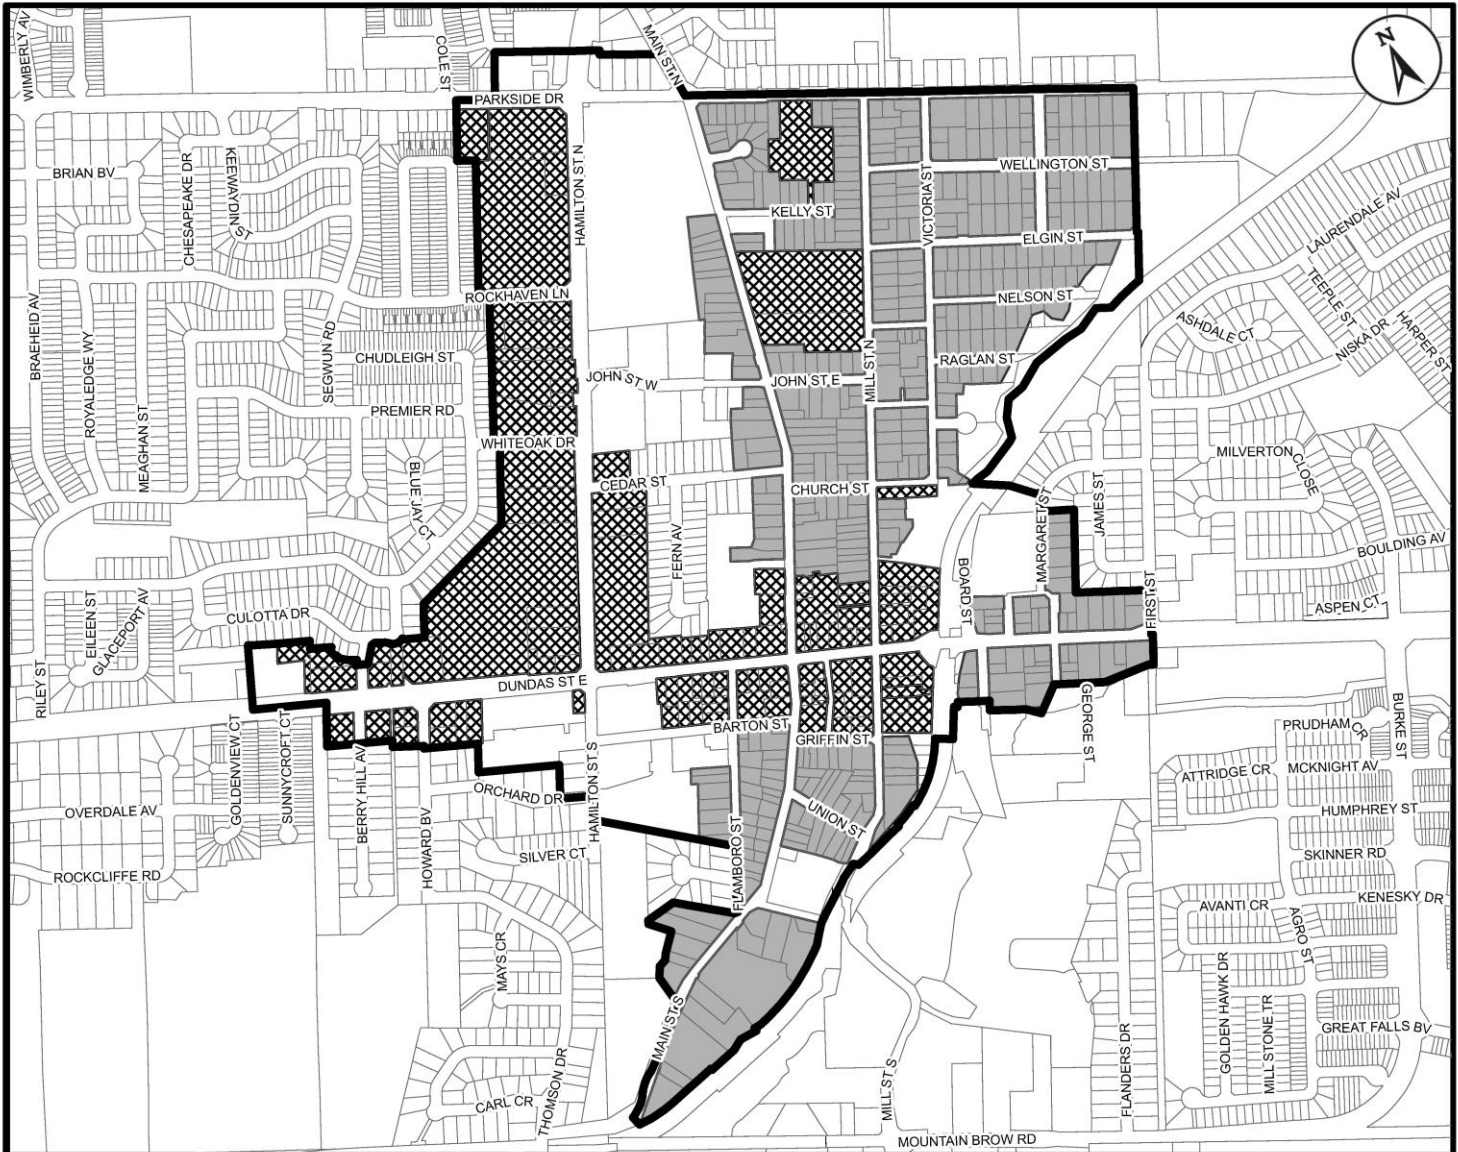 WIMBERLY AV
COLE ST
MAIN ST N
N
PARKSIDE DR
BRIAN BV
CHESAPEAKE DR
KEEWAYDIN ST
HAMILTON ST N
KELLY ST
VICTORIA ST
WELLINGTON ST
ELGIN ST
LAURENDALE AV
ROCKHAVEN LN
NELSON ST
TEEPLE ST
BRAEHEID AV
ROYALEDGE WY
SEGWUN RD
CHUDLEIGH ST
MILL ST N
RAGLAN ST
ASHDALE CT
NISKA DR
HARPER ST
JOHN ST W
JOHN ST E
MEAGHAN ST
PREMIER RD
WHITEOAK DR
BLUE JAY CT
CEDAR ST
CHURCH ST
MILVERTON CLOSE
JAMES ST
MARGARET ST
FERN AV
BOARD ST
BOULDING AV
EILEEN ST
GLACEPORT AV
CULOTTA DR
FIRST ST
ASPEN CT
RILEY ST
DUNDAS ST E
GOLDENVIEW CT
SUNNYCROFT CT
BARTON ST
GRIFFIN ST
GEORGE ST
PRUDHAM CR
BURKE ST
BERRY HILL AV
HOWARD BV
HAMILTON ST S
ATTRIDGE CR
MCKNIGHT AV
ORCHARD DR
OVERDALE AV
UNION ST
HUMPHREY ST
SILVER CT
FLAMBORO ST
SKINNER RD
ROCKCLIFFE RD
KENESKY DR
AVANTI CR
AGRO ST
MAYS CR
GOLDEN HAWK DR
MILL STONE TR
MAIN ST S
GREAT FALLS BV
THOMSON DR
CARL CR
MILL ST S
FLANDERS DR
MOUNTAIN BROW RD